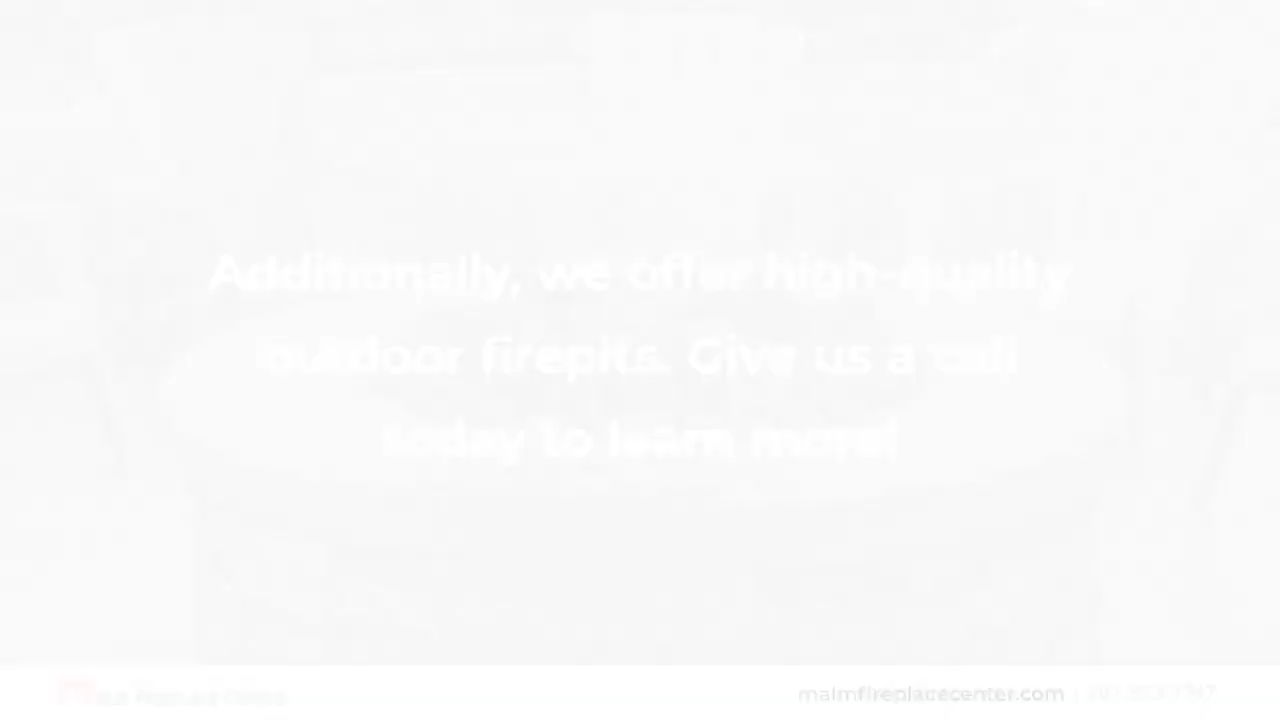 Additionally, we offer high-quality
outdoor firepits. Give us a call
today to learn more!
malmfireplacecenter.com